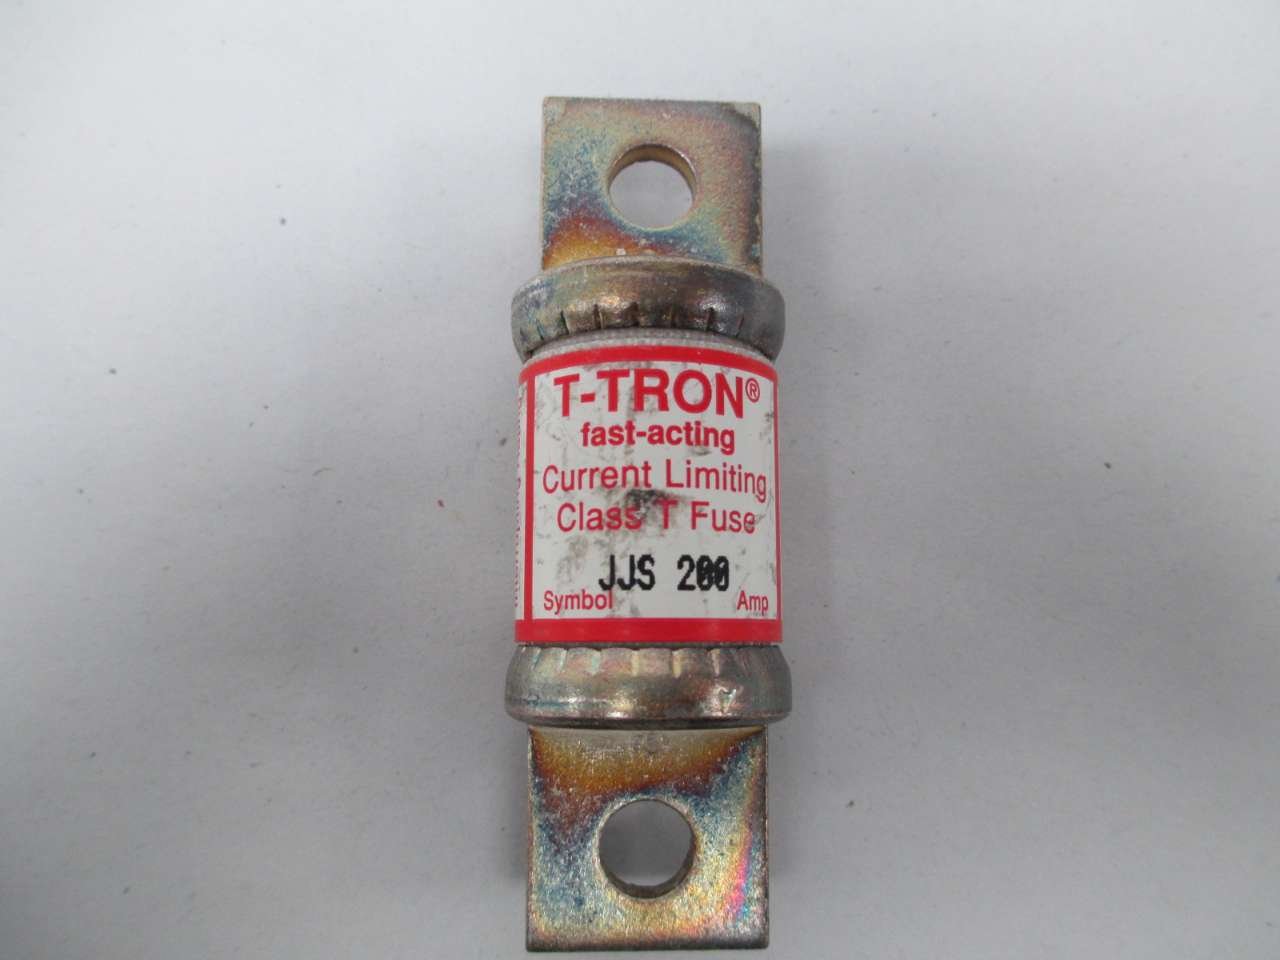 T-TRON®
fast-acting
Current Limiting
Class T Fuse
JJS 200
Symbol Amp